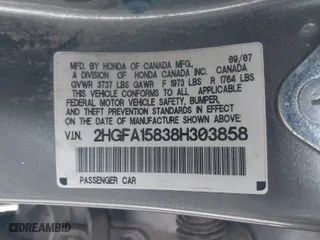 MFD. BY HONDA OF CANADA MFG. 09/07
A DIVISION OF HONDA CANADA INC. CANADA
GVWR 3737 LBS GAWR F 1973 LBS R 1764 LBS
THIS VEHICLE CONFORMS TO ALL APPLICABLE
FEDERAL MOTOR VEHICLE SAFETY, BUMPER, AND
THEFT PREVENTION STANDARDS IN EFFECT ON THE
DATE OF MANUFACTURE SHOWN ABOVE.
V.I.N. 2HGFA15838H303858
PASSENGER CAR
DREAMBID